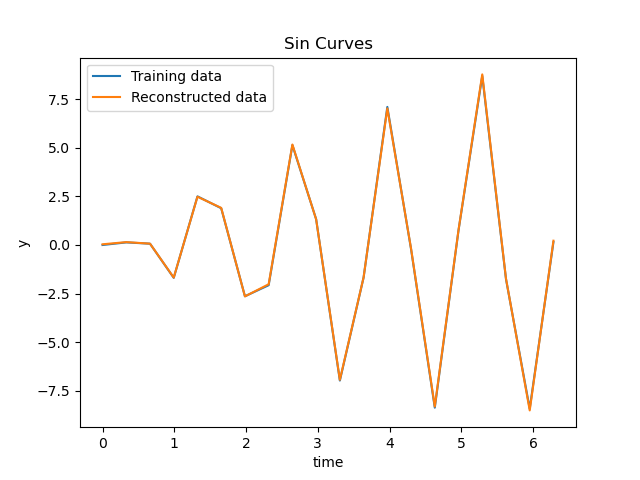 Sin Curves
Training data
Reconstructed data
y
7.5
5.0
2.5
0.0
−2.5
−5.0
−7.5
0 1 2 3 4 5 6
time